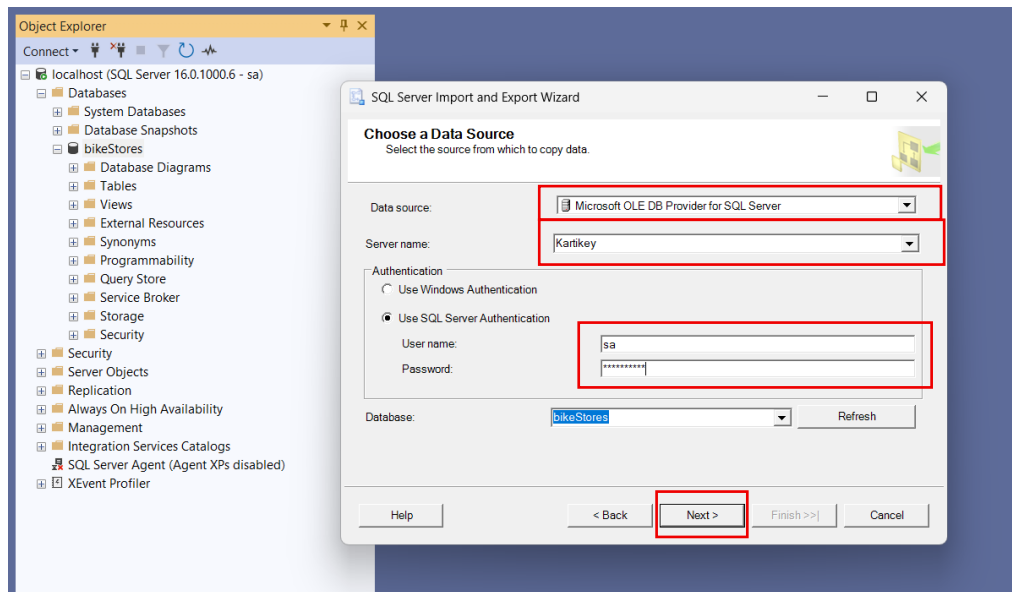 Object Explorer
Connect
localhost (SQL Server 16.0.1000.6 - sa)
Databases
System Databases
Database Snapshots
bikeStores
Database Diagrams
Tables
Views
External Resources
Synonyms
Programmability
Query Store
Service Broker
Storage
Security
Security
Server Objects
Replication
Always On High Availability
Management
Integration Services Catalogs
SQL Server Agent (Agent XPs disabled)
XEvent Profiler
SQL Server Import and Export Wizard
Choose a Data Source
Select the source from which to copy data.
Data source: Microsoft OLE DB Provider for SQL Server
Server name: Kartikey
Authentication
Use Windows Authentication
Use SQL Server Authentication
User name: sa
Password: **********
Database: bikeStores Refresh
Help < Back Next > Finish >>| Cancel